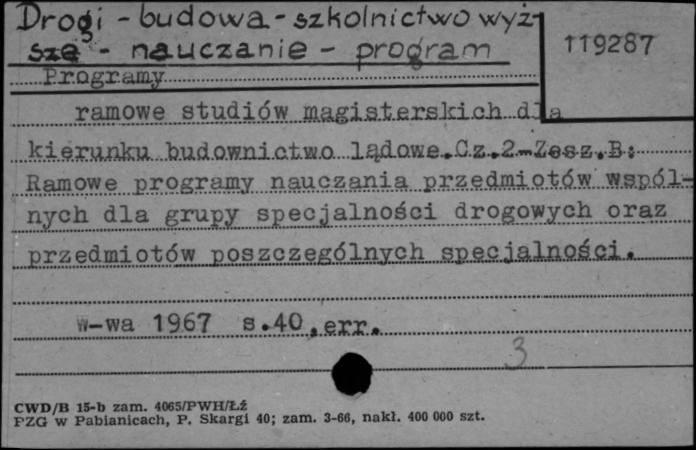 Drogi - budowa - szkolnictwo wyż-
sze - nauczanie - program
119287
Programy
ramowe studiów magisterskich dla
kierunku budownictwo lądowe.Cz.2-Zesz.B:
Ramowe programy nauczania przedmiotów wspól-
nych dla grupy specjalności drogowych oraz
przedmiotów poszczególnych specjalności.
W-wa 1967 s.40,err.
3
CWD/B 15-b zam. 4065/PWH/Łź
PZG w Pabianicach, P. Skargi 40; zam. 3-66, nakł. 400 000 szt.